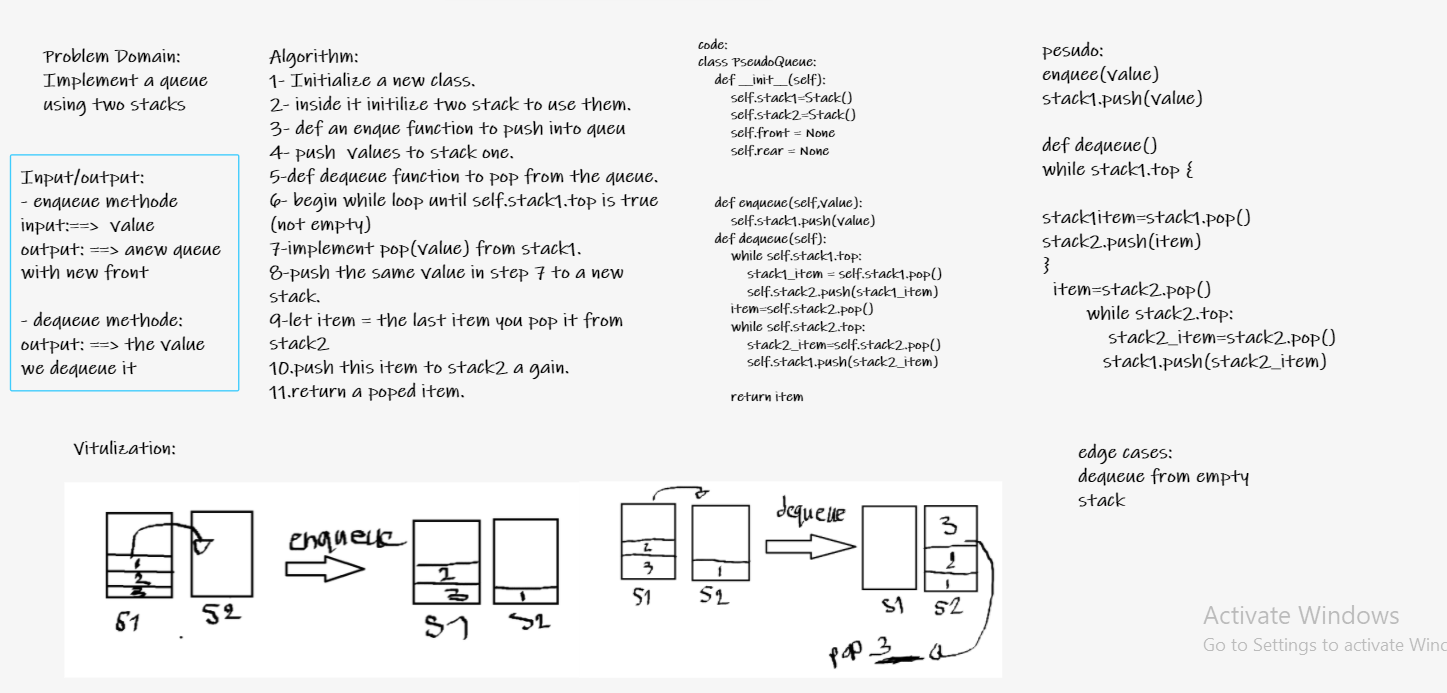 Problem Domain:
Implement a queue
using two stacks
Input/output:
- enqueue methode
input:==> value
output: ==> anew queue
with new front
- dequeue methode:
output: ==> the value
we dequeue it
Algorithm:
1- Initialize a new class.
2- inside it initilize two stack to use them.
3- def an enque function to push into queu
4- push values to stack one.
5-def dequeue function to pop from the queue.
6- begin while loop until self.stack1.top is true
(not empty)
7-implement pop(value) from stack1.
8-push the same value in step 7 to a new
stack.
9-let item = the last item you pop it from
stack2
10.push this item to stack2 a gain.
11.return a poped item.
code:
class PseudoQueue:
def __init__(self):
self.stack1=Stack()
self.stack2=Stack()
self.front = None
self.rear = None
def enqueue(self,value):
self.stack1.push(value)
def dequeue(self):
while self.stack1.top:
stack1_item = self.stack1.pop()
self.stack2.push(stack1_item)
item=self.stack2.pop()
while self.stack2.top:
stack2_item=self.stack2.pop()
self.stack1.push(stack2_item)
return item
pesudo:
enquee(value)
stack1.push(value)
def dequeue()
while stack1.top {
stack1item=stack1.pop()
stack2.push(item)
}
item=stack2.pop()
while stack2.top:
stack2_item=stack2.pop()
stack1.push(stack2_item)
edge cases:
dequeue from empty
stack
Vitulization:
1
2
3
S1
S2
enqueue
2
3
S1
1
S2
2
3
S1
1
S2
dequeue
S1
3
2
1
S2
pop 3
Activate Windows
Go to Settings to activate Winc